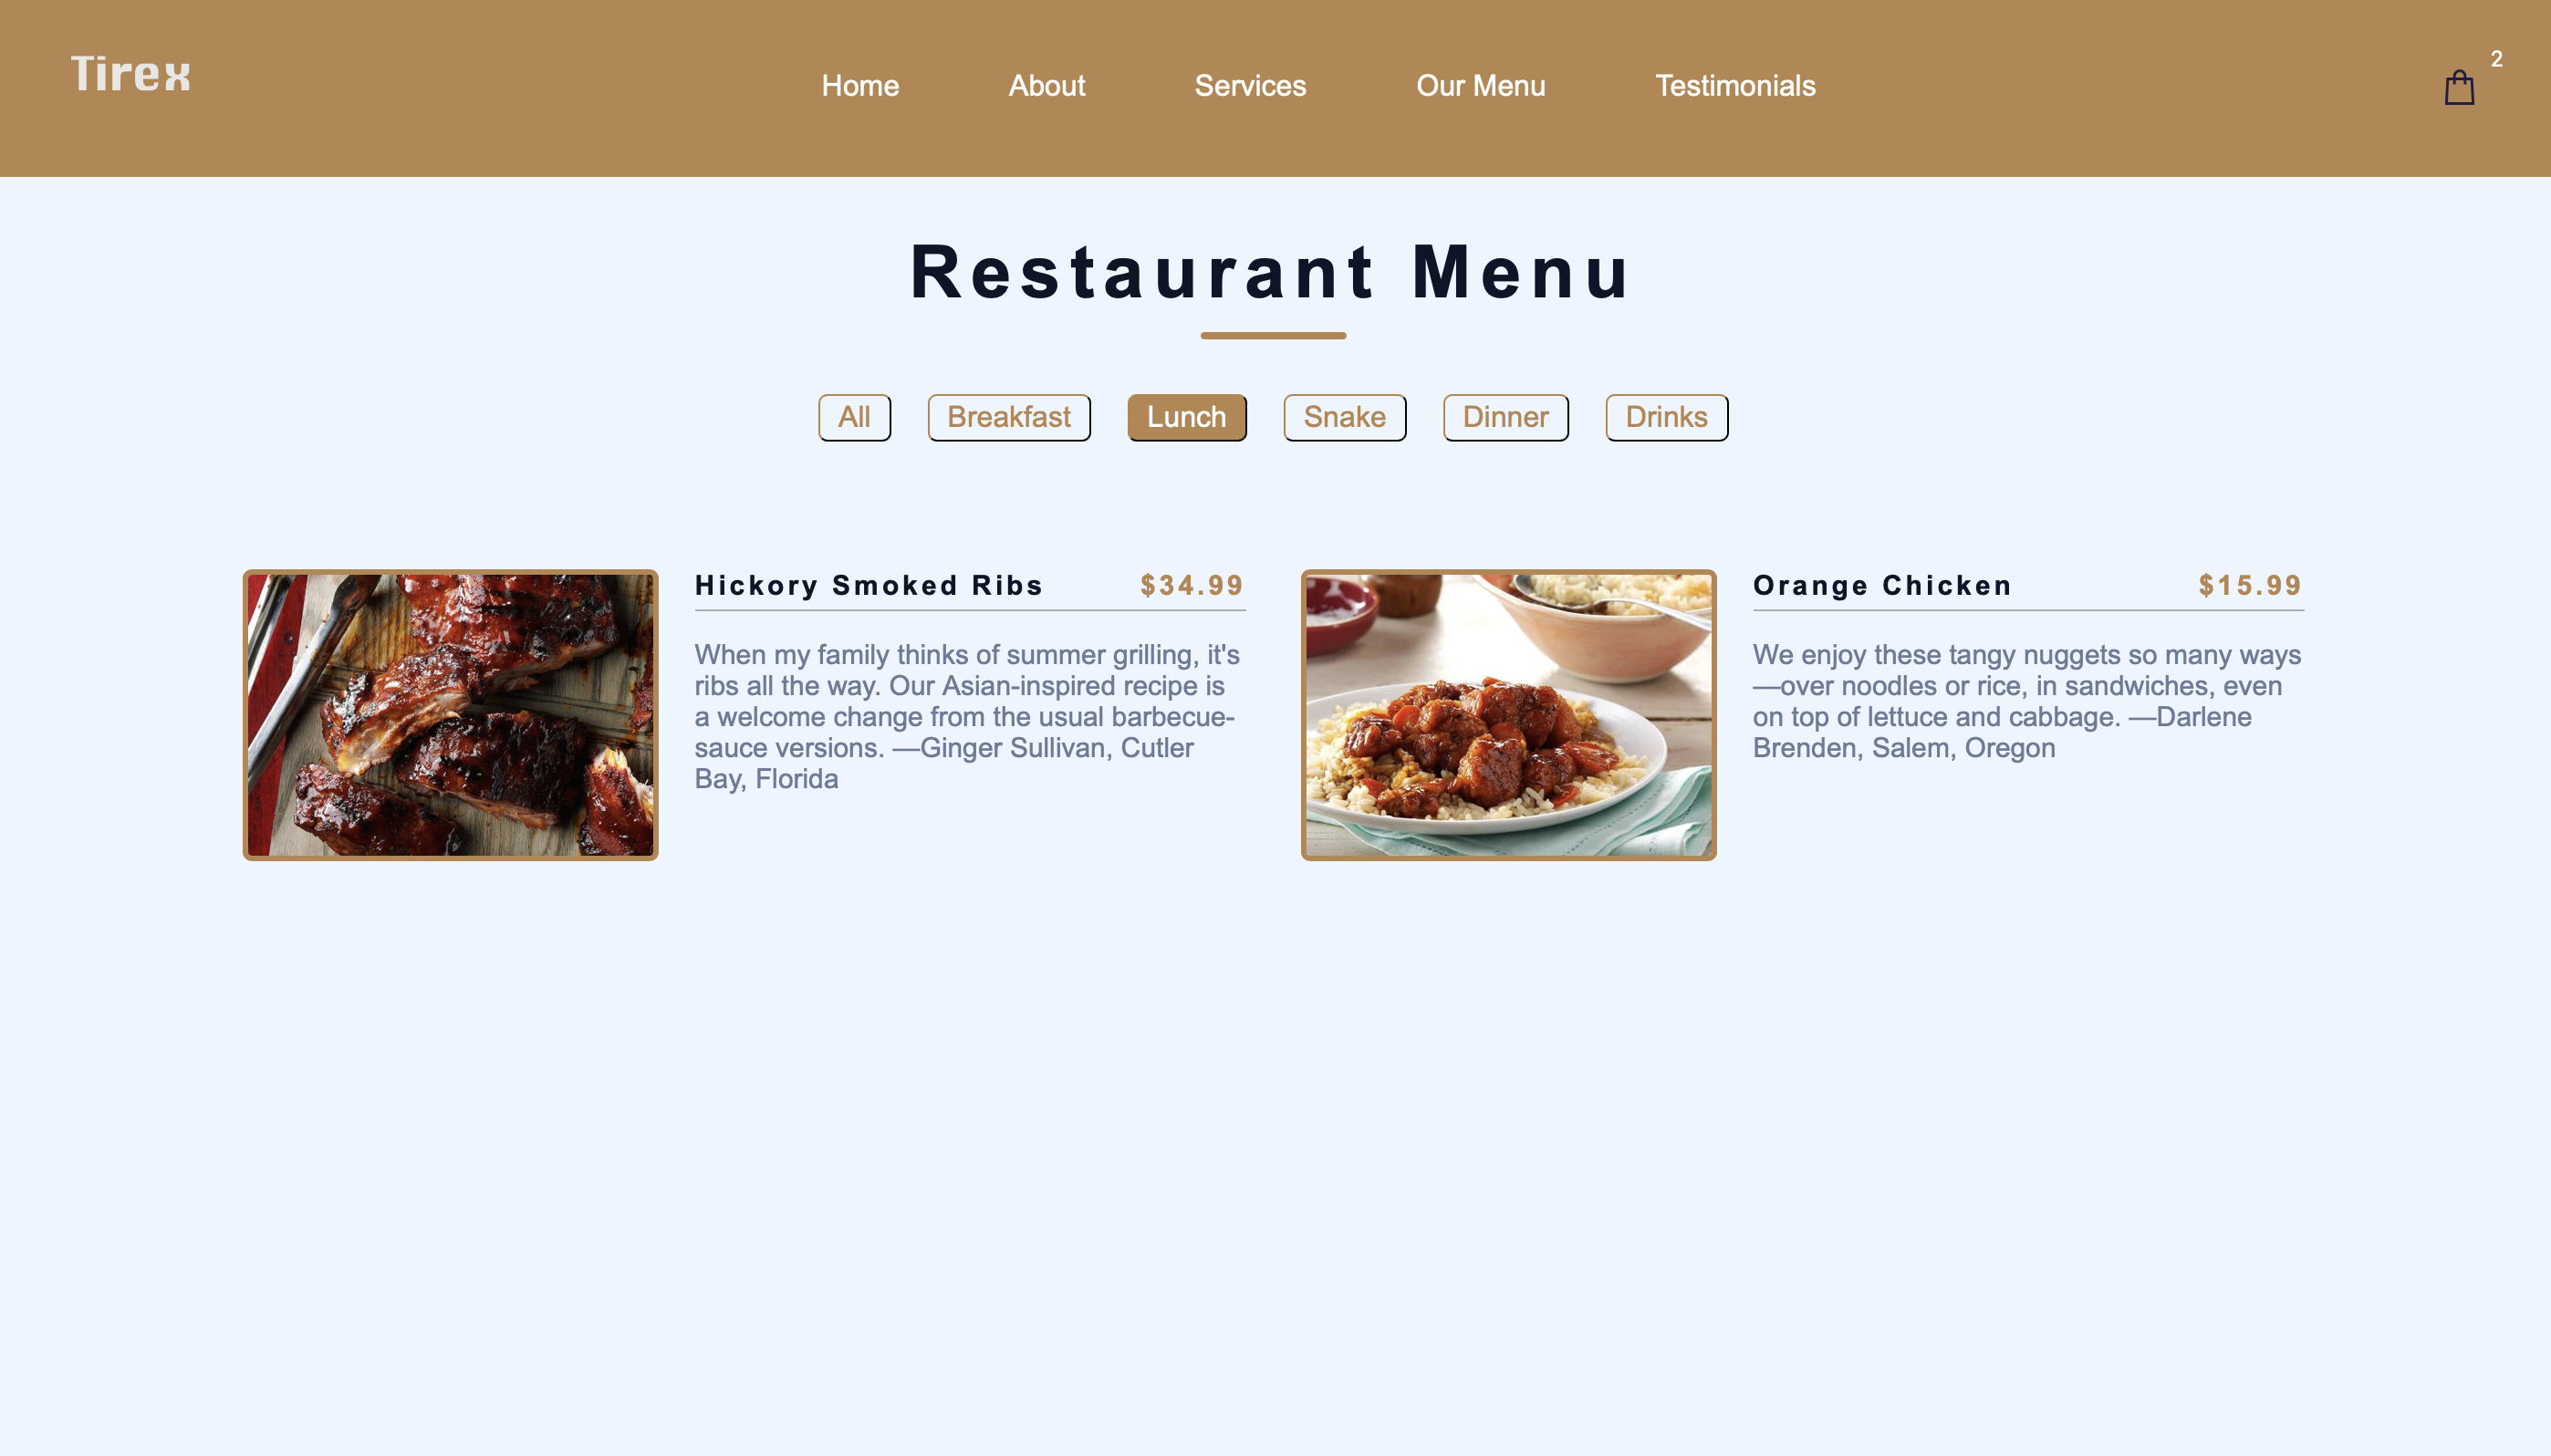 Tirex
Home About Services Our Menu Testimonials
2
Restaurant Menu
All Breakfast Lunch Snake Dinner Drinks
Hickory Smoked Ribs $34.99
When my family thinks of summer grilling, it's
ribs all the way. Our Asian-inspired recipe is
a welcome change from the usual barbecue-
sauce versions. —Ginger Sullivan, Cutler
Bay, Florida
Orange Chicken $15.99
We enjoy these tangy nuggets so many ways
—over noodles or rice, in sandwiches, even
on top of lettuce and cabbage. —Darlene
Brenden, Salem, Oregon